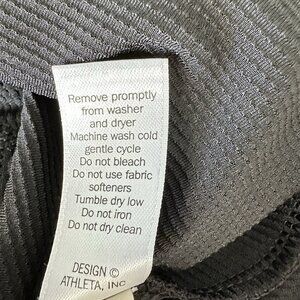 Remove promptly
from washer
and dryer
Machine wash cold
gentle cycle
Do not bleach
Do not use fabric
softeners
Tumble dry low
Do not iron
Do not dry clean
DESIGN ©
ATHLETA, INC